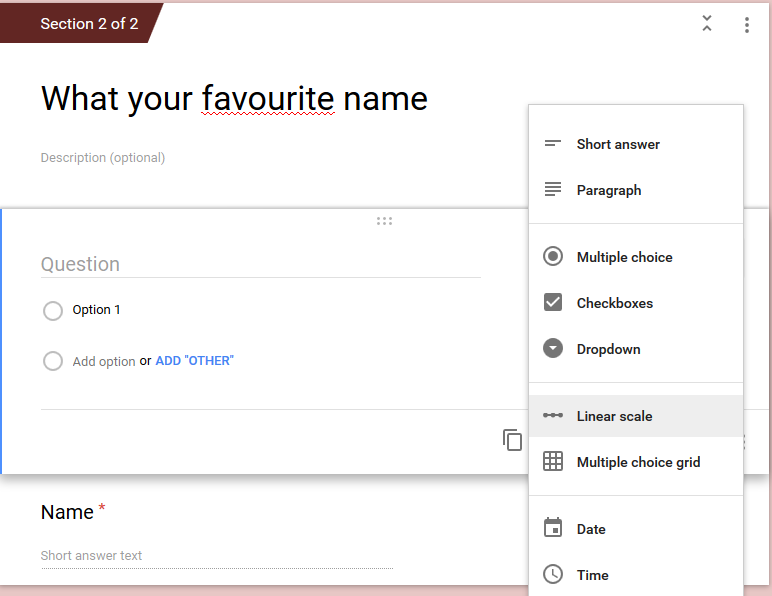 Section 2 of 2
What your favourite name
Description (optional)
Question
Option 1
Add option or ADD "OTHER"
Name *
Short answer text
Short answer
Paragraph
Multiple choice
Checkboxes
Dropdown
Linear scale
Multiple choice grid
Date
Time